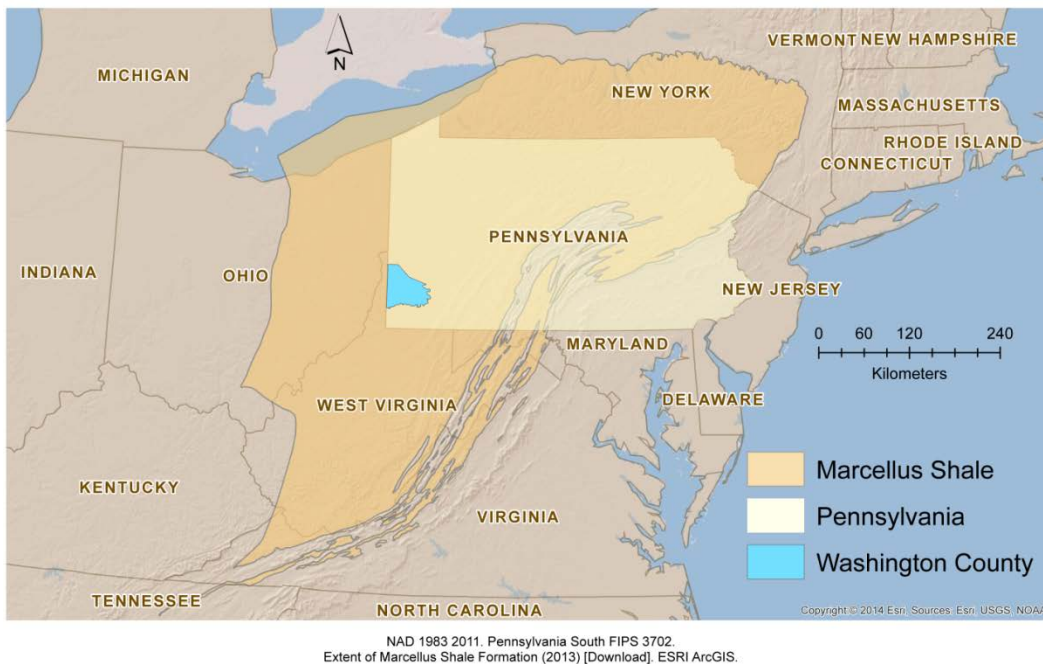 N
MICHIGAN
VERMONT
NEW HAMPSHIRE
NEW YORK
MASSACHUSETTS
RHODE ISLAND
CONNECTICUT
PENNSYLVANIA
INDIANA
OHIO
NEW JERSEY
MARYLAND
0 60 120 240
Kilometers
WEST VIRGINIA
DELAWARE
KENTUCKY
VIRGINIA
Marcellus Shale
Pennsylvania
Washington County
TENNESSEE
NORTH CAROLINA
Copyright © 2014 Esri, Sources: Esri, USGS, NOAA
NAD 1983 2011. Pennsylvania South FIPS 3702.
Extent of Marcellus Shale Formation (2013) [Download]. ESRI ArcGIS.